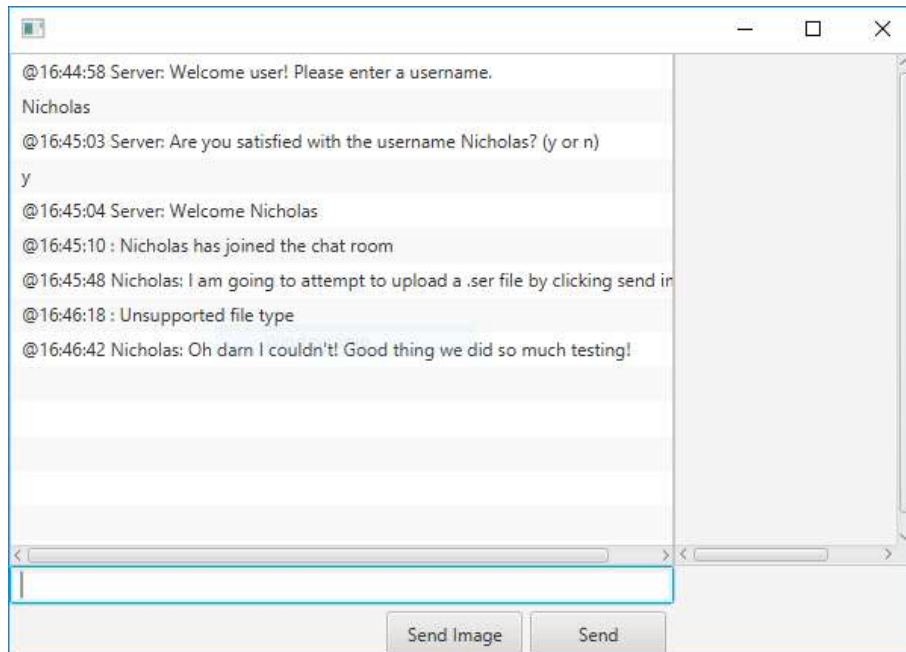 @16:44:58 Server: Welcome user! Please enter a username.
Nicholas
@16:45:03 Server: Are you satisfied with the username Nicholas? (y or n)
y
@16:45:04 Server: Welcome Nicholas
@16:45:10 : Nicholas has joined the chat room
@16:45:48 Nicholas: I am going to attempt to upload a .ser file by clicking send
@16:46:18 : Unsupported file type
@16:46:42 Nicholas: Oh darn I couldn't! Good thing we did so much testing!
Send Image
Send